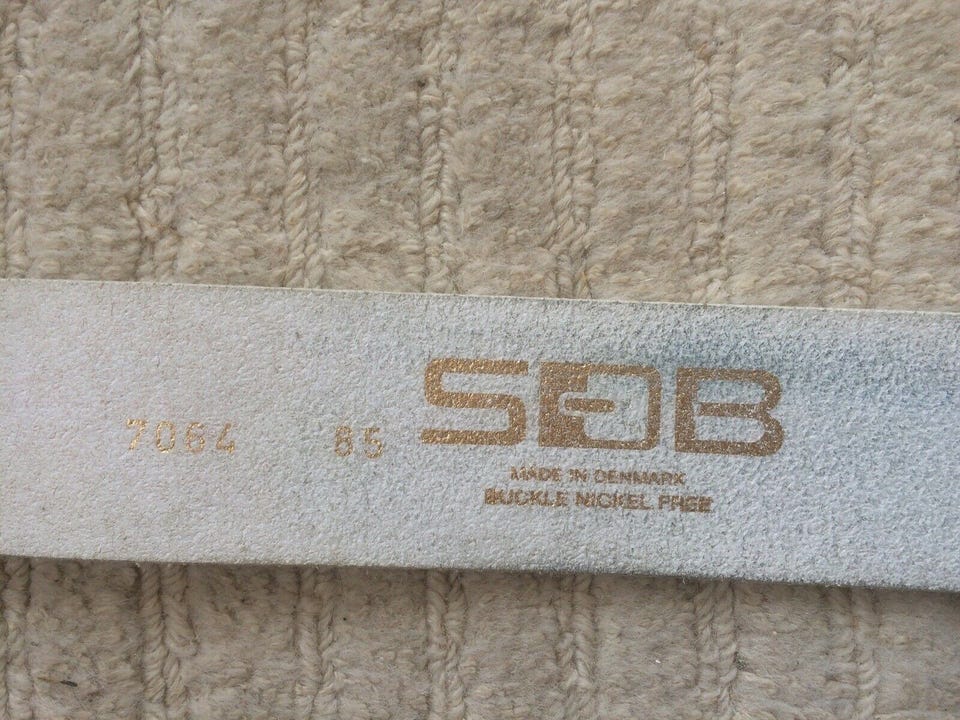 7064 85 SDB
MADE IN DENMARK
BUCKLE NICKEL FREE